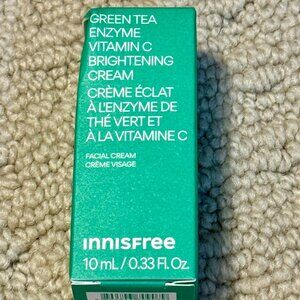 GREEN TEA
ENZYME
VITAMIN C
BRIGHTENING
CREAM
CRÈME ÉCLAT
À L'ENZYME DE
THÉ VERT ET
À LA VITAMINE C
FACIAL CREAM
CRÈME VISAGE
INNISFREE
10 mL / 0.33 Fl. Oz.